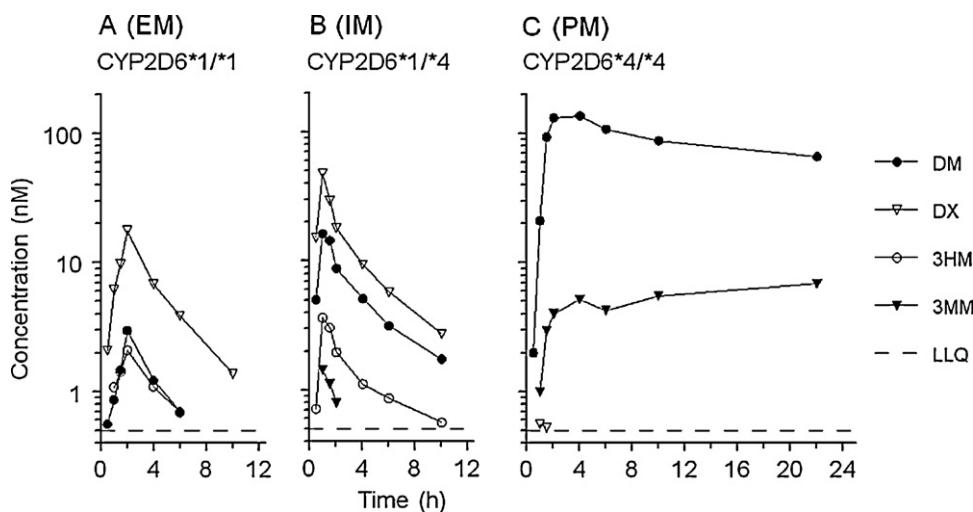 A (EM)
CYP2D6*1/*1
B (IM)
CYP2D6*1/*4
C (PM)
CYP2D6*4/*4
Concentration (nM)
100
10
1
0 4 8 12
0 4 8 12
0 4 8 12 16 20 24
Time (h)
DM
DX
3HM
3MM
LLQ